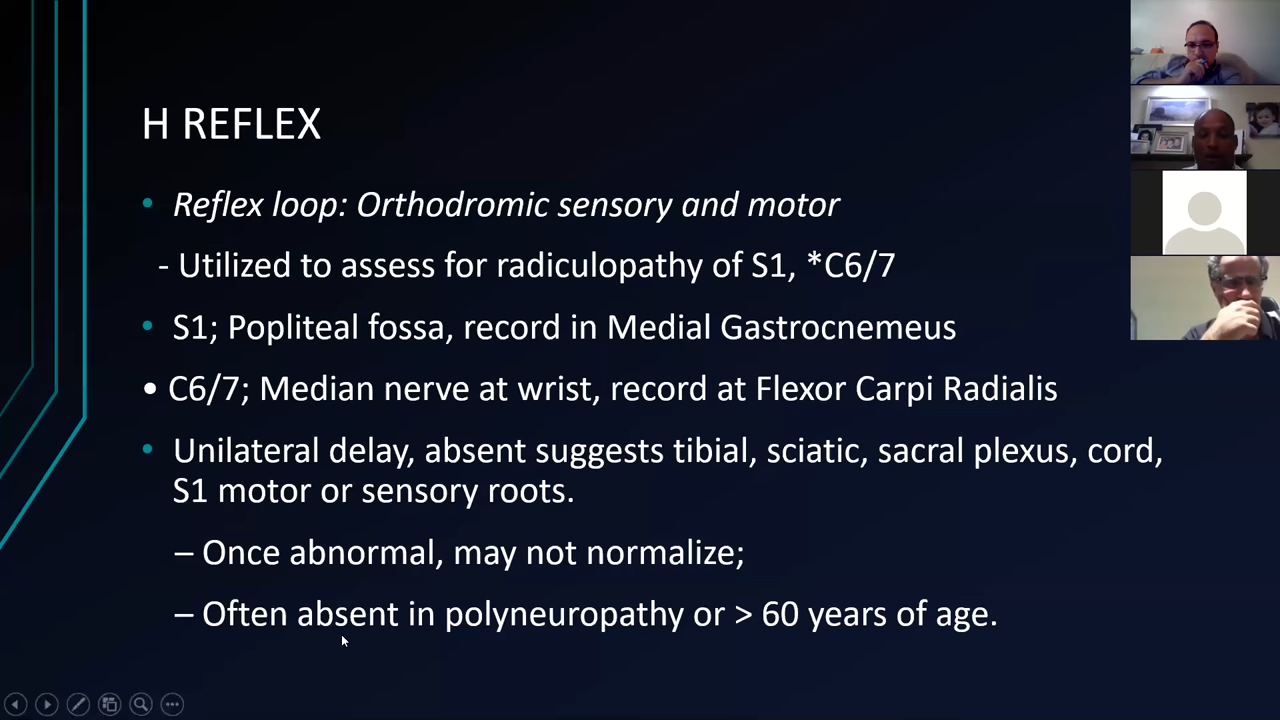 H REFLEX
• Reflex loop: Orthodromic sensory and motor
- Utilized to assess for radiculopathy of S1, *C6/7
• S1; Popliteal fossa, record in Medial Gastrocnemeus
• C6/7; Median nerve at wrist, record at Flexor Carpi Radialis
• Unilateral delay, absent suggests tibial, sciatic, sacral plexus, cord,
S1 motor or sensory roots.
– Once abnormal, may not normalize;
– Often absent in polyneuropathy or > 60 years of age.